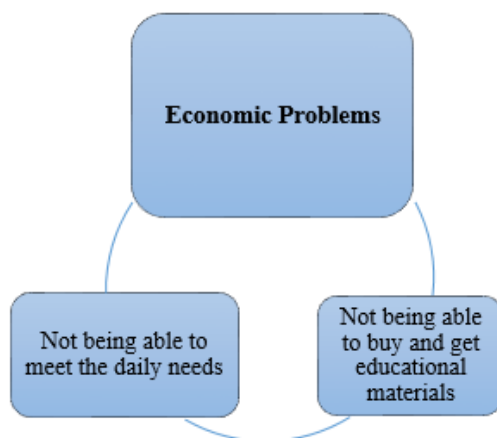 Economic Problems
Not being able to
meet the daily needs
Not being able
to buy and get
educational
materials